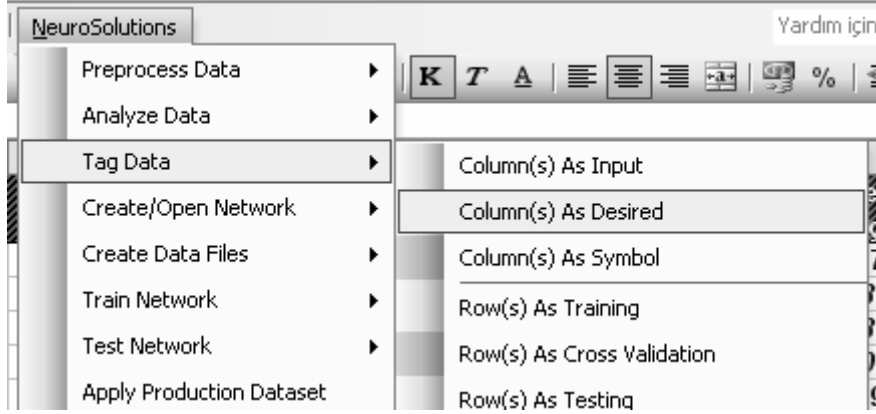 NeuroSolutions
Yardım için
Preprocess Data
K T A %
Analyze Data
Tag Data
Column(s) As Input
Create/Open Network
Column(s) As Desired
Create Data Files
Column(s) As Symbol
Train Network
Row(s) As Training
Test Network
Row(s) As Cross Validation
Apply Production Dataset
Row(s) As Testing